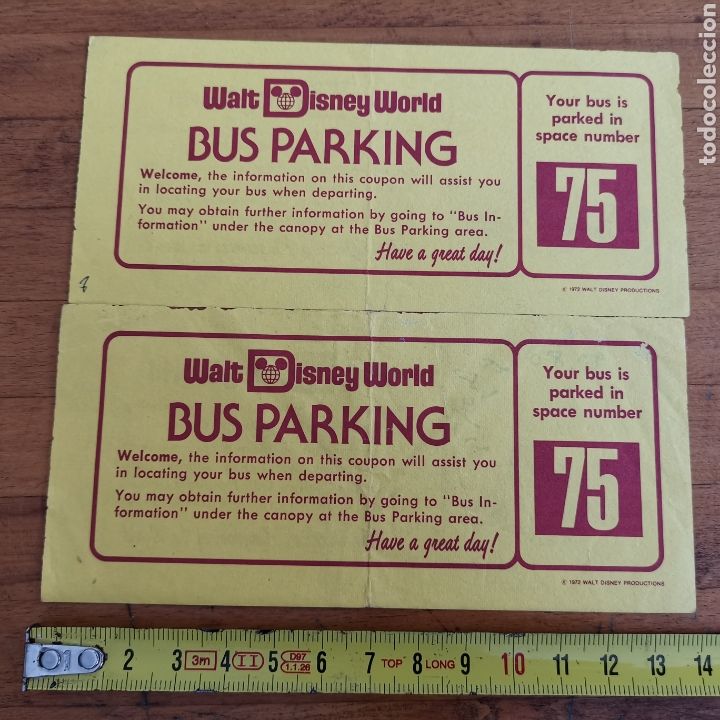 Walt Disney World
BUS PARKING
Welcome, the information on this coupon will assist you
in locating your bus when departing.
You may obtain further information by going to "Bus In-
formation" under the canopy at the Bus Parking area.
Have a great day!
Your bus is
parked in
space number
75
© 1972 WALT DISNEY PRODUCTIONS
Walt Disney World
BUS PARKING
Welcome, the information on this coupon will assist you
in locating your bus when departing.
You may obtain further information by going to "Bus In-
formation" under the canopy at the Bus Parking area.
Have a great day!
Your bus is
parked in
space number
75
© 1972 WALT DISNEY PRODUCTIONS
2 3 3m 4 II 5 D97 1.1.26 6 7 TOP 8 LONG 9 10 11 12 13 14
todocoleccion